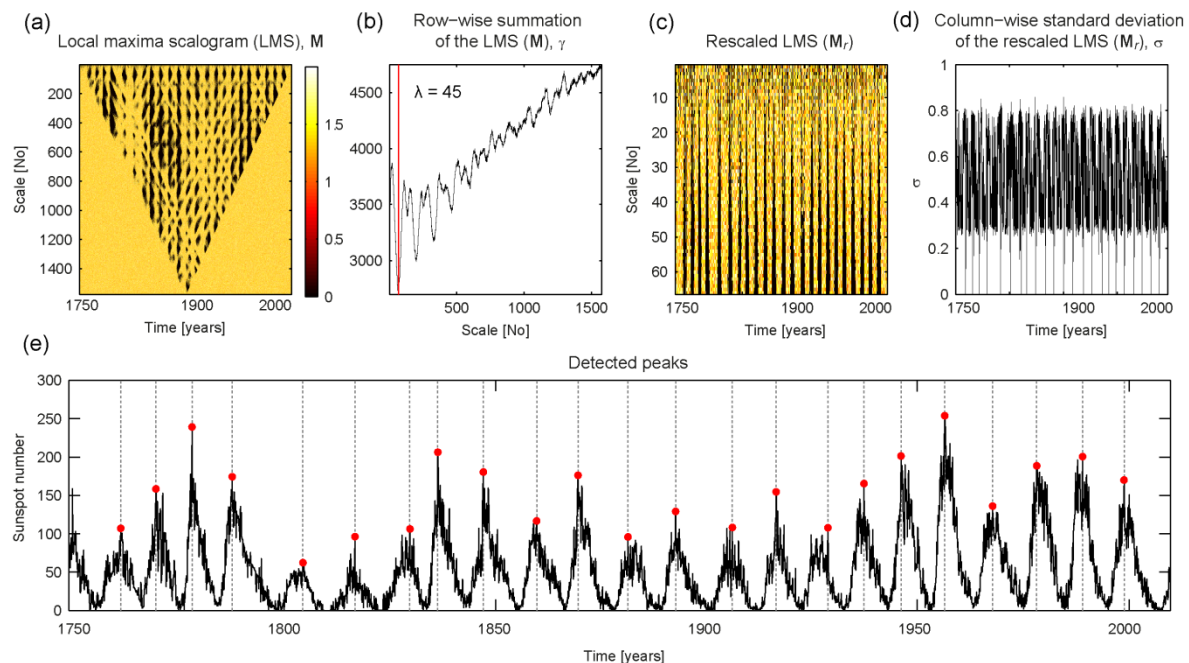 (a)
Local maxima scalogram (LMS), M
200
400
600
800
1000
1200
1400
Scale [No]
1750
1900
2000
Time [years]
1.5
1
0.5
0
(b)
Row−wise summation
of the LMS (M), γ
4500
4000
3500
3000
λ = 45
500
1000
1500
Scale [No]
(c)
Rescaled LMS (Mr)
10
20
30
40
50
60
Scale [No]
1750
1900
2000
Time [years]
(d)
Column−wise standard deviation
of the rescaled LMS (Mr), σ
1
0.8
0.6
0.4
0.2
0
σ
1750
1900
2000
Time [years]
(e)
Detected peaks
300
250
200
150
100
50
0
Sunspot number
1750
1800
1850
1900
1950
2000
Time [years]